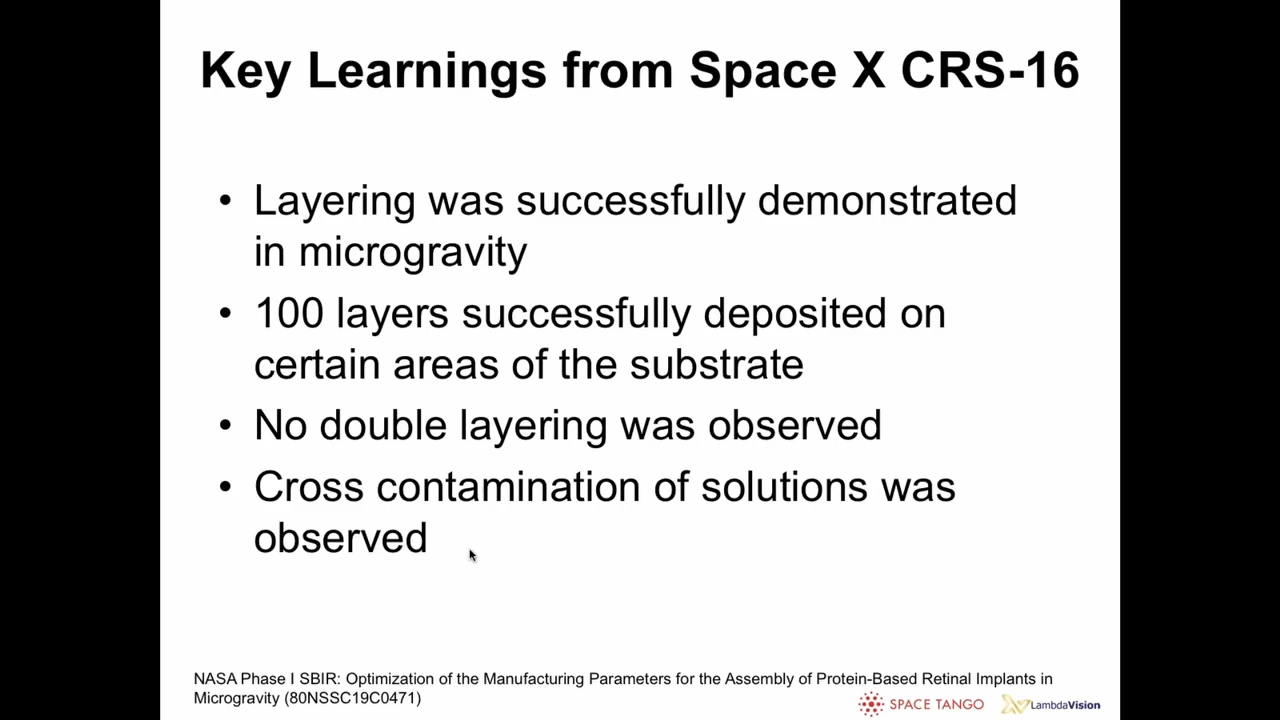 Key Learnings from Space X CRS-16
• Layering was successfully demonstrated
in microgravity
• 100 layers successfully deposited on
certain areas of the substrate
• No double layering was observed
• Cross contamination of solutions was
observed
NASA Phase I SBIR: Optimization of the Manufacturing Parameters for the Assembly of Protein-Based Retinal Implants in
Microgravity (80NSSC19C0471)
SPACE TANGO
LambdaVision